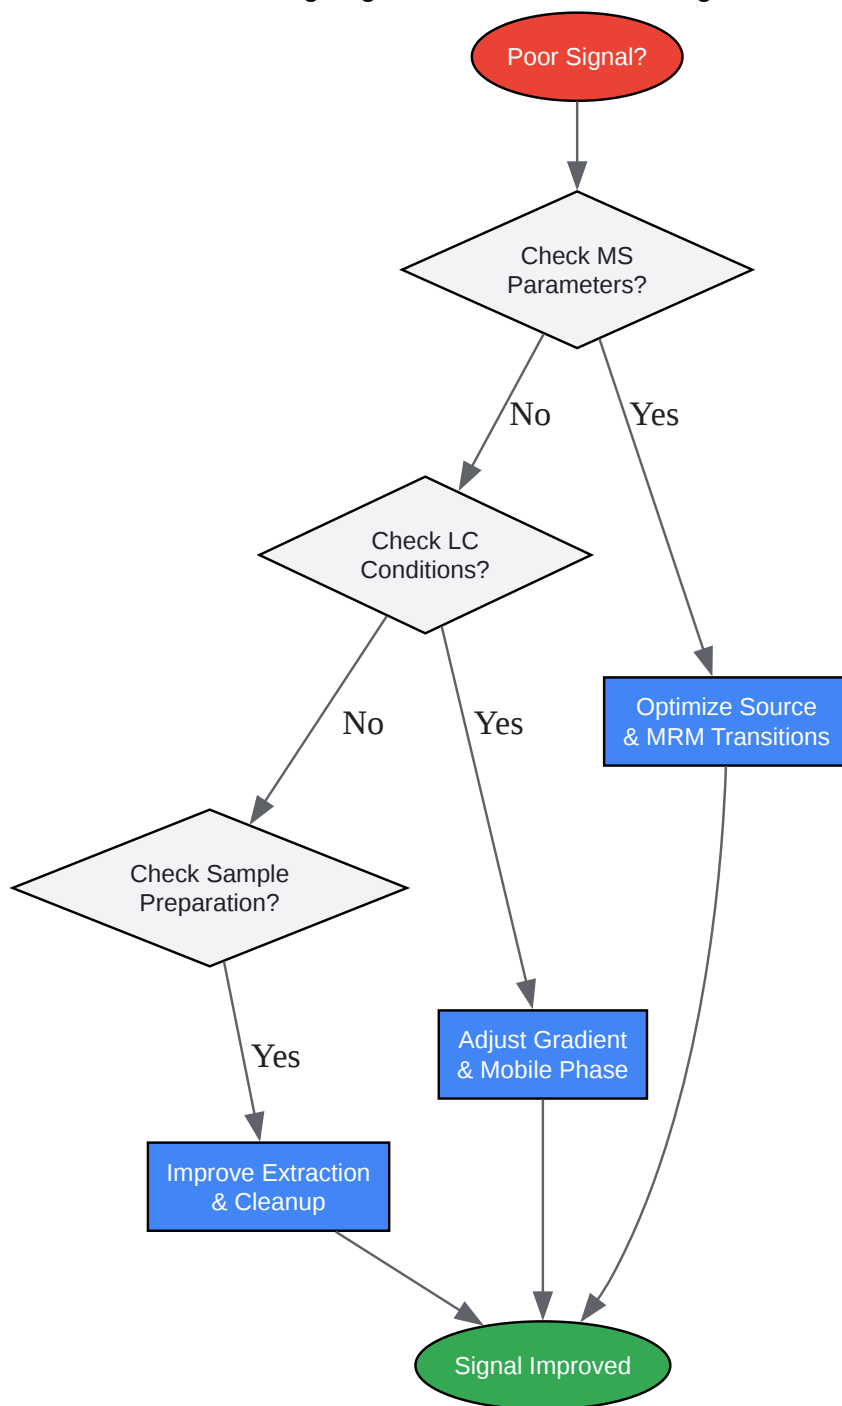 Poor Signal?
Check MS
Parameters?
No
Yes
Check LC
Conditions?
Optimize Source
& MRM Transitions
No
Yes
Check Sample
Preparation?
Adjust Gradient
& Mobile Phase
Yes
Improve Extraction
& Cleanup
Signal Improved